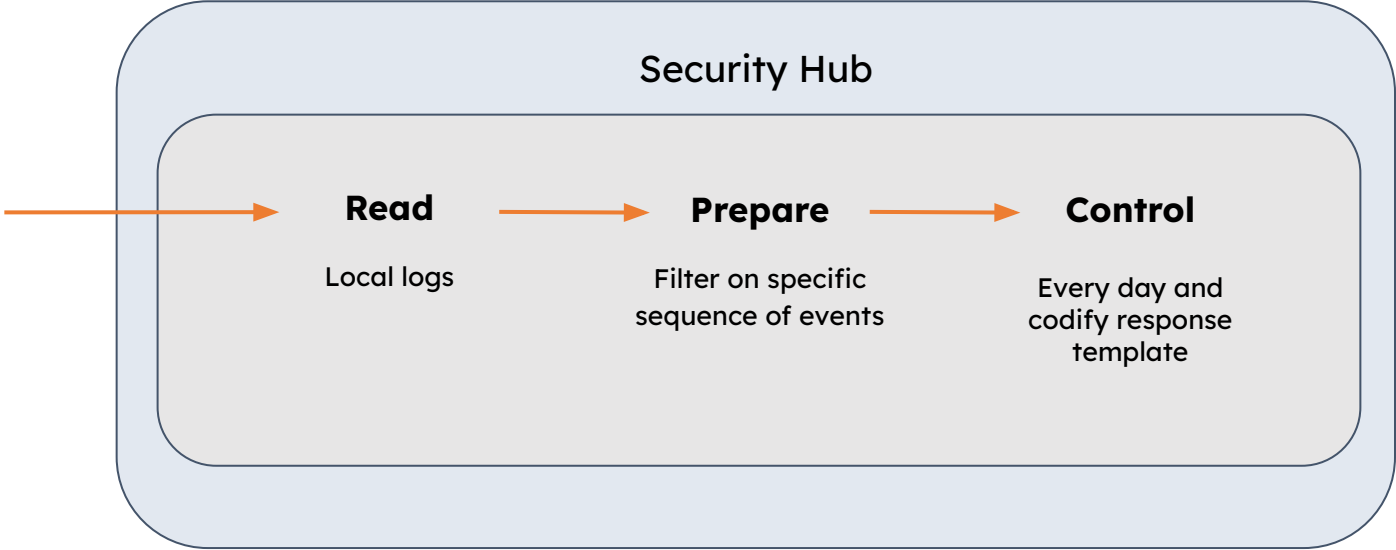 Security Hub
Read
Local logs
Prepare
Filter on specific
sequence of events
Control
Every day and
codify response
template